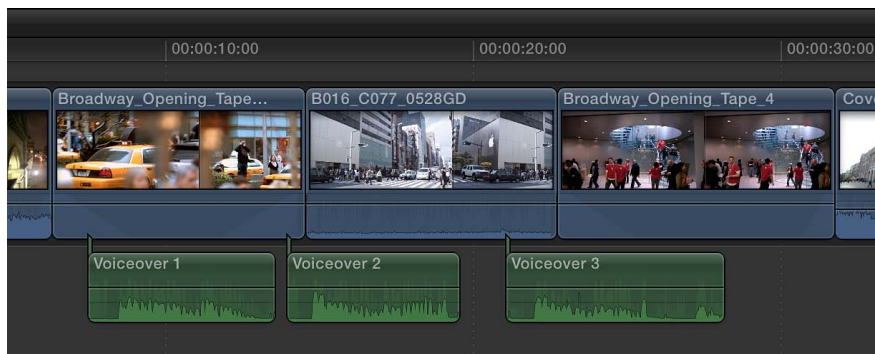 00:00:10:00
00:00:20:00
00:00:30:00
Broadway_Opening_Tape...
B016_C077_0528GD
Broadway_Opening_Tape_4
Cove
Voiceover 1
Voiceover 2
Voiceover 3